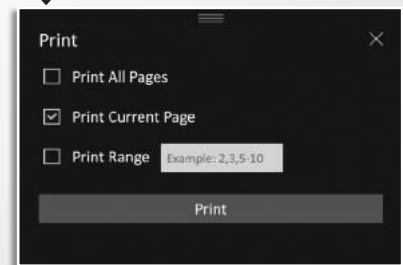 Print
Print All Pages
Print Current Page
Print Range Example: 2,3,5-10
Print